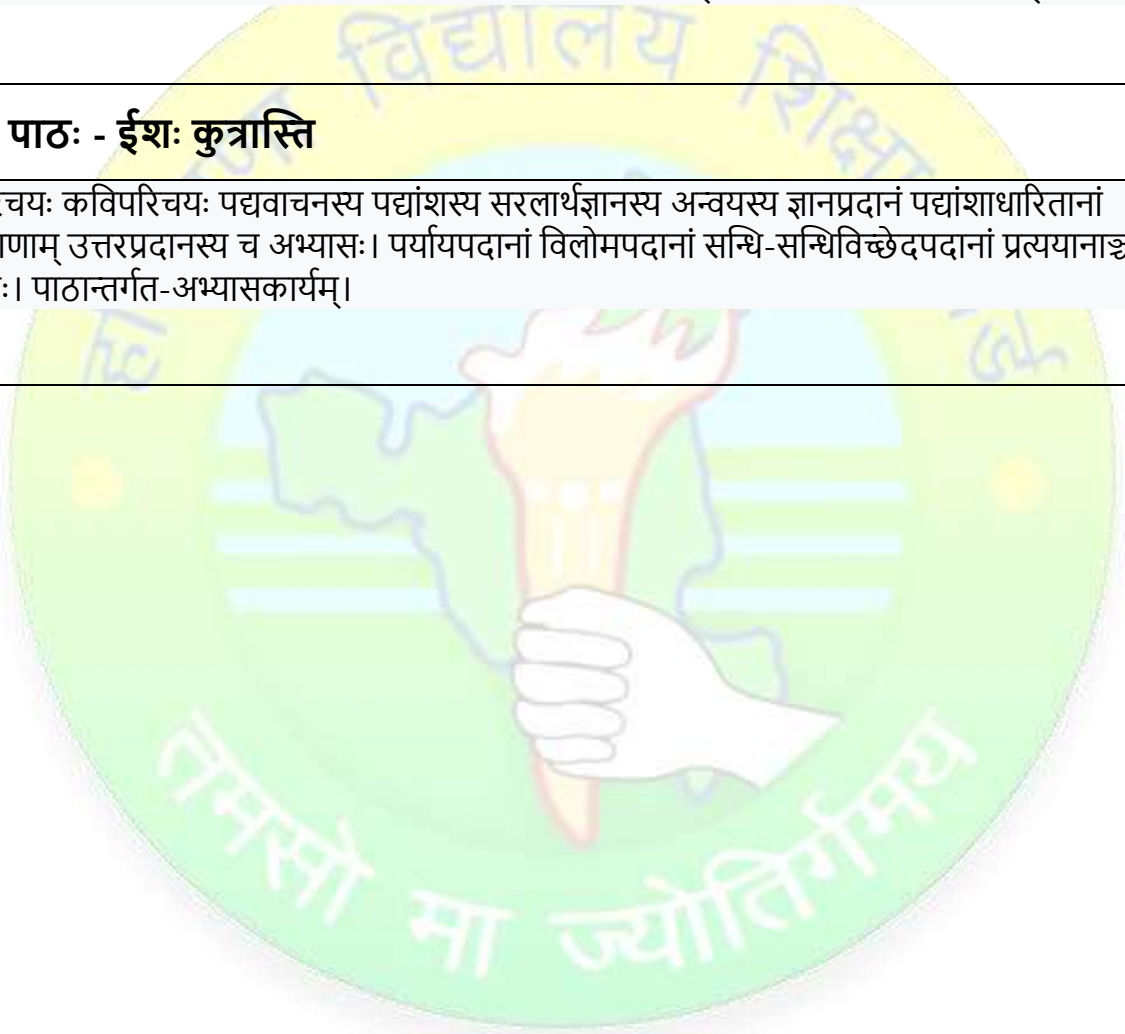 विद्यालय शिक्षा
पाठः - ईशः कुत्रास्ति
चयः कविपरिचयः पद्यवाचनस्य पद्यांशस्य सरलार्थज्ञानस्य अन्वयस्य ज्ञानप्रदानं पद्यांशाधारितानां
णाम् उत्तरप्रदानस्य च अभ्यासः। पर्यायपदानां विलोमपदानां सन्धि-सन्धिविच्छेदपदानां प्रत्ययानाञ्च
ः। पाठान्तर्गत-अभ्यासकार्यम्।
तमसो मा ज्योतिर्गमय